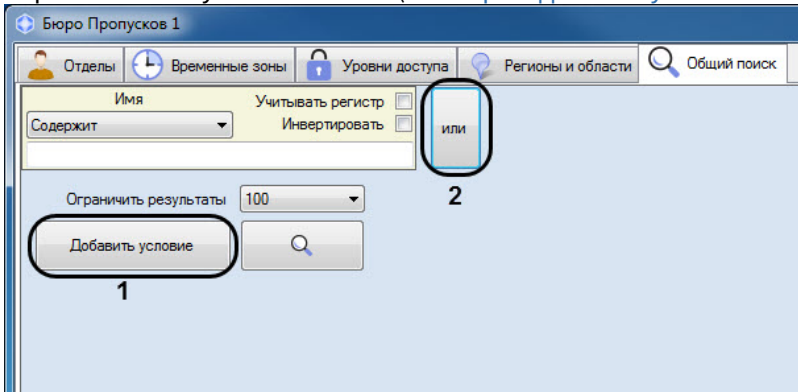 Бюро Пропусков 1
Отделы Временные зоны Уровни доступа Регионы и области Общий поиск
Имя Учитывать регистр
Содержит Инвертировать или
Ограничить результаты 100 2
Добавить условие
1